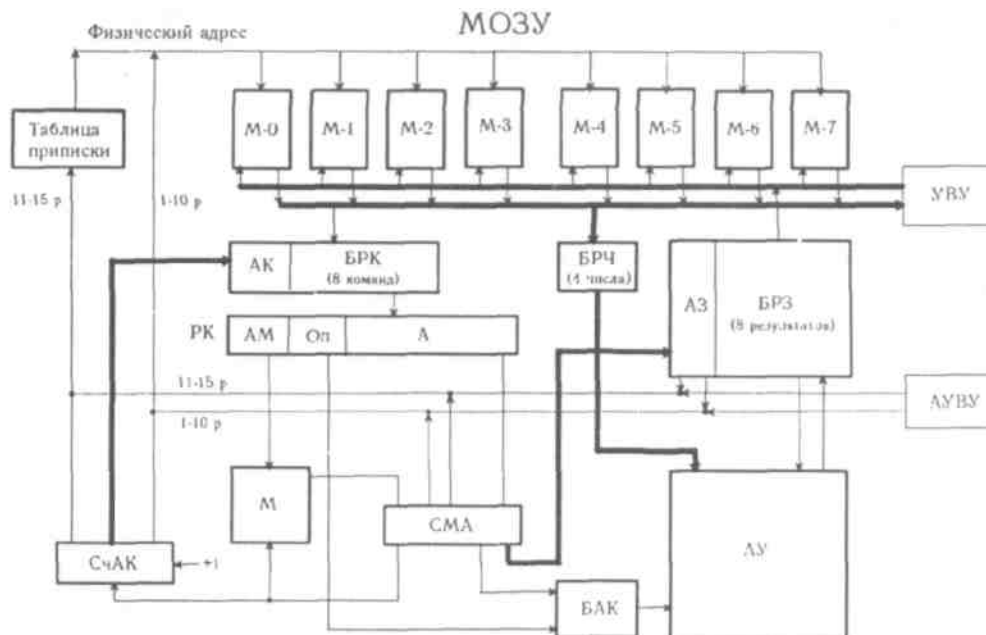 МОЗУ
Физический адрес
М-0
М-1
М-2
М-3
М-4
М-5
М-6
М-7
Таблица
приписки
11-15 р
1-10 р
УВУ
АК
БРК
(8 команд)
БРЧ
(4 числа)
АЗ
БРЗ
(8 результатов)
РК
АМ
Оп
А
11-15 р
1-10 р
АУВУ
М
СМА
АУ
СчАК
+1
БАК